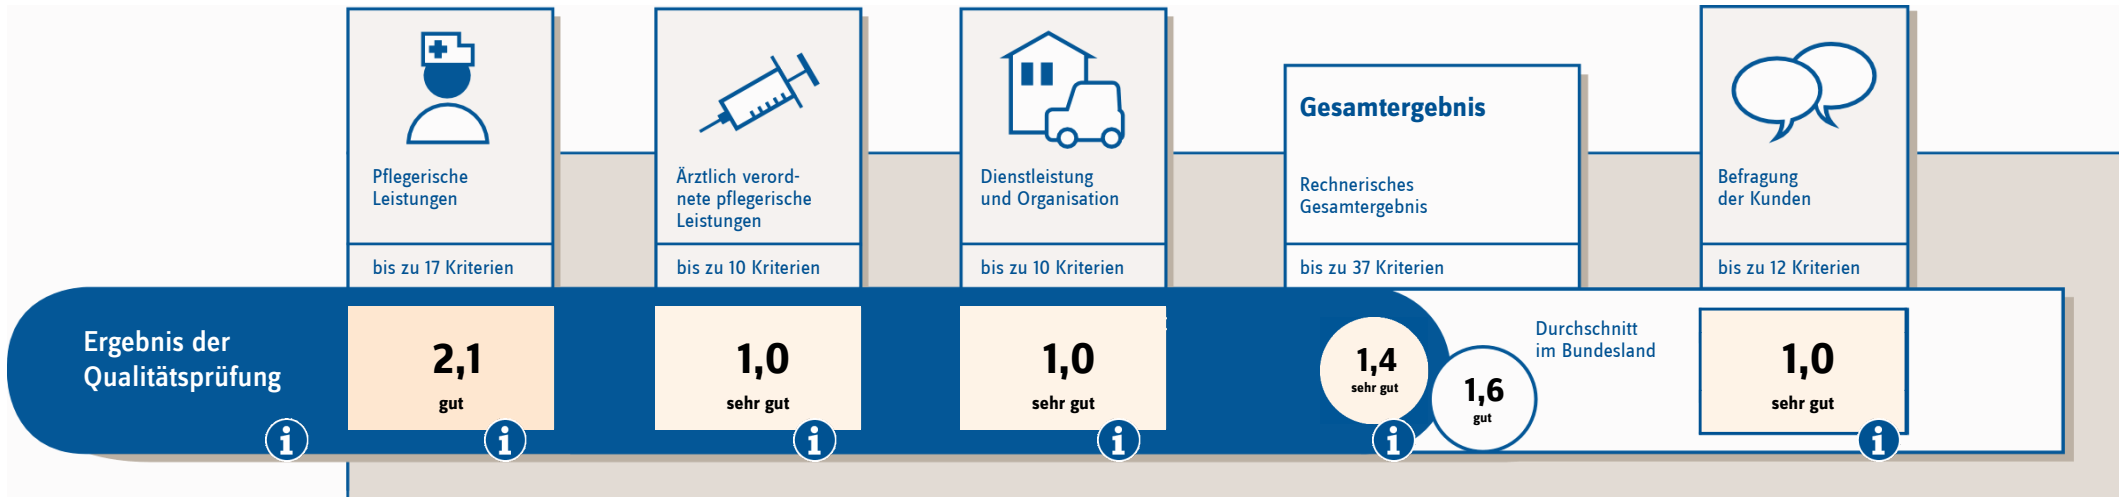 Pflegerische
Leistungen
bis zu 17 Kriterien
Ärztlich verord-
nete pflegerische
Leistungen
bis zu 10 Kriterien
Dienstleistung
und Organisation
bis zu 10 Kriterien
Gesamtergebnis
Rechnerisches
Gesamtergebnis
bis zu 37 Kriterien
Befragung
der Kunden
bis zu 12 Kriterien
Ergebnis der
Qualitätsprüfung
i
2,1
gut
i
1,0
sehr gut
i
1,0
sehr gut
i
1,4
sehr gut
i
1,6
gut
Durchschnitt
im Bundesland
1,0
sehr gut
i